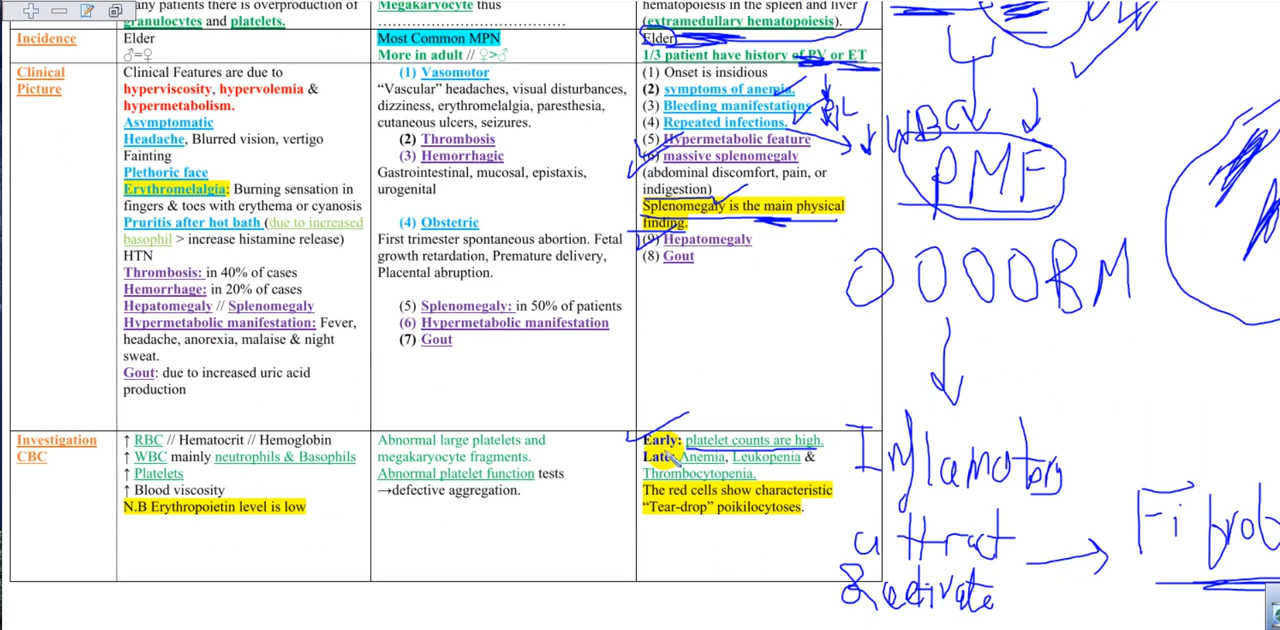 many patients there is overproduction of
granulocytes and platelets.
Megakaryocyte thus
………………………………
hematopoiesis in the spleen and liver
(extramedullary hematopoiesis).
Incidence
Elder
♂=♀
Most Common MPN
More in adult // ♀>♂
Elder
1/3 patient have history of PV or ET
Clinical
Picture
Clinical Features are due to
hyperviscosity, hypervolemia &
hypermetabolism.
Asymptomatic
Headache, Blurred vision, vertigo
Fainting
Plethoric face
Erythromelalgia: Burning sensation in
fingers & toes with erythema or cyanosis
Pruritis after hot bath (due to increased
basophil > increase histamine release)
HTN
Thrombosis: in 40% of cases
Hemorrhage: in 20% of cases
Hepatomegaly // Splenomegaly
Hypermetabolic manifestation: Fever,
headache, anorexia, malaise & night
sweat.
Gout: due to increased uric acid
production
(1) Vasomotor
“Vascular” headaches, visual disturbances,
dizziness, erythromelalgia, paresthesia,
cutaneous ulcers, seizures.
(2) Thrombosis
(3) Hemorrhagic
Gastrointestinal, mucosal, epistaxis,
urogenital
(4) Obstetric
First trimester spontaneous abortion. Fetal
growth retardation, Premature delivery,
Placental abruption.
(5) Splenomegaly: in 50% of patients
(6) Hypermetabolic manifestation
(7) Gout
(1) Onset is insidious
(2) symptoms of anemia.
(3) Bleeding manifestations
(4) Repeated infections.
(5) Hypermetabolic feature
(6) massive splenomegaly
(abdominal discomfort, pain, or
indigestion)
Splenomegaly is the main physical
finding.
(9) Hepatomegaly
(8) Gout
Investigation
CBC
↑ RBC // Hematocrit // Hemoglobin
↑ WBC mainly neutrophils & Basophils
↑ Platelets
↑ Blood viscosity
N.B Erythropoietin level is low
Abnormal large platelets and
megakaryocyte fragments.
Abnormal platelet function tests
→defective aggregation.
Early: platelet counts are high.
Late: Anemia, Leukopenia &
Thrombocytopenia.
The red cells show characteristic
“Tear-drop” poikilocytoses.
↓ WBC ↓
PMF
BM
Inflamatory
attract → Fibrob
& activate